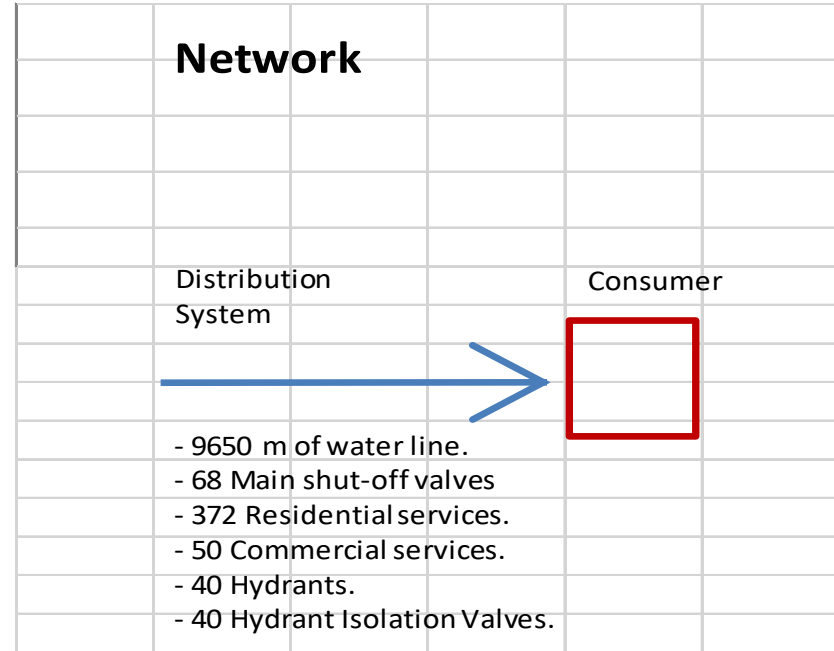 Network
Distribution
System
Consumer
- 9650 m of water line.
- 68 Main shut-off valves
- 372 Residential services.
- 50 Commercial services.
- 40 Hydrants.
- 40 Hydrant Isolation Valves.